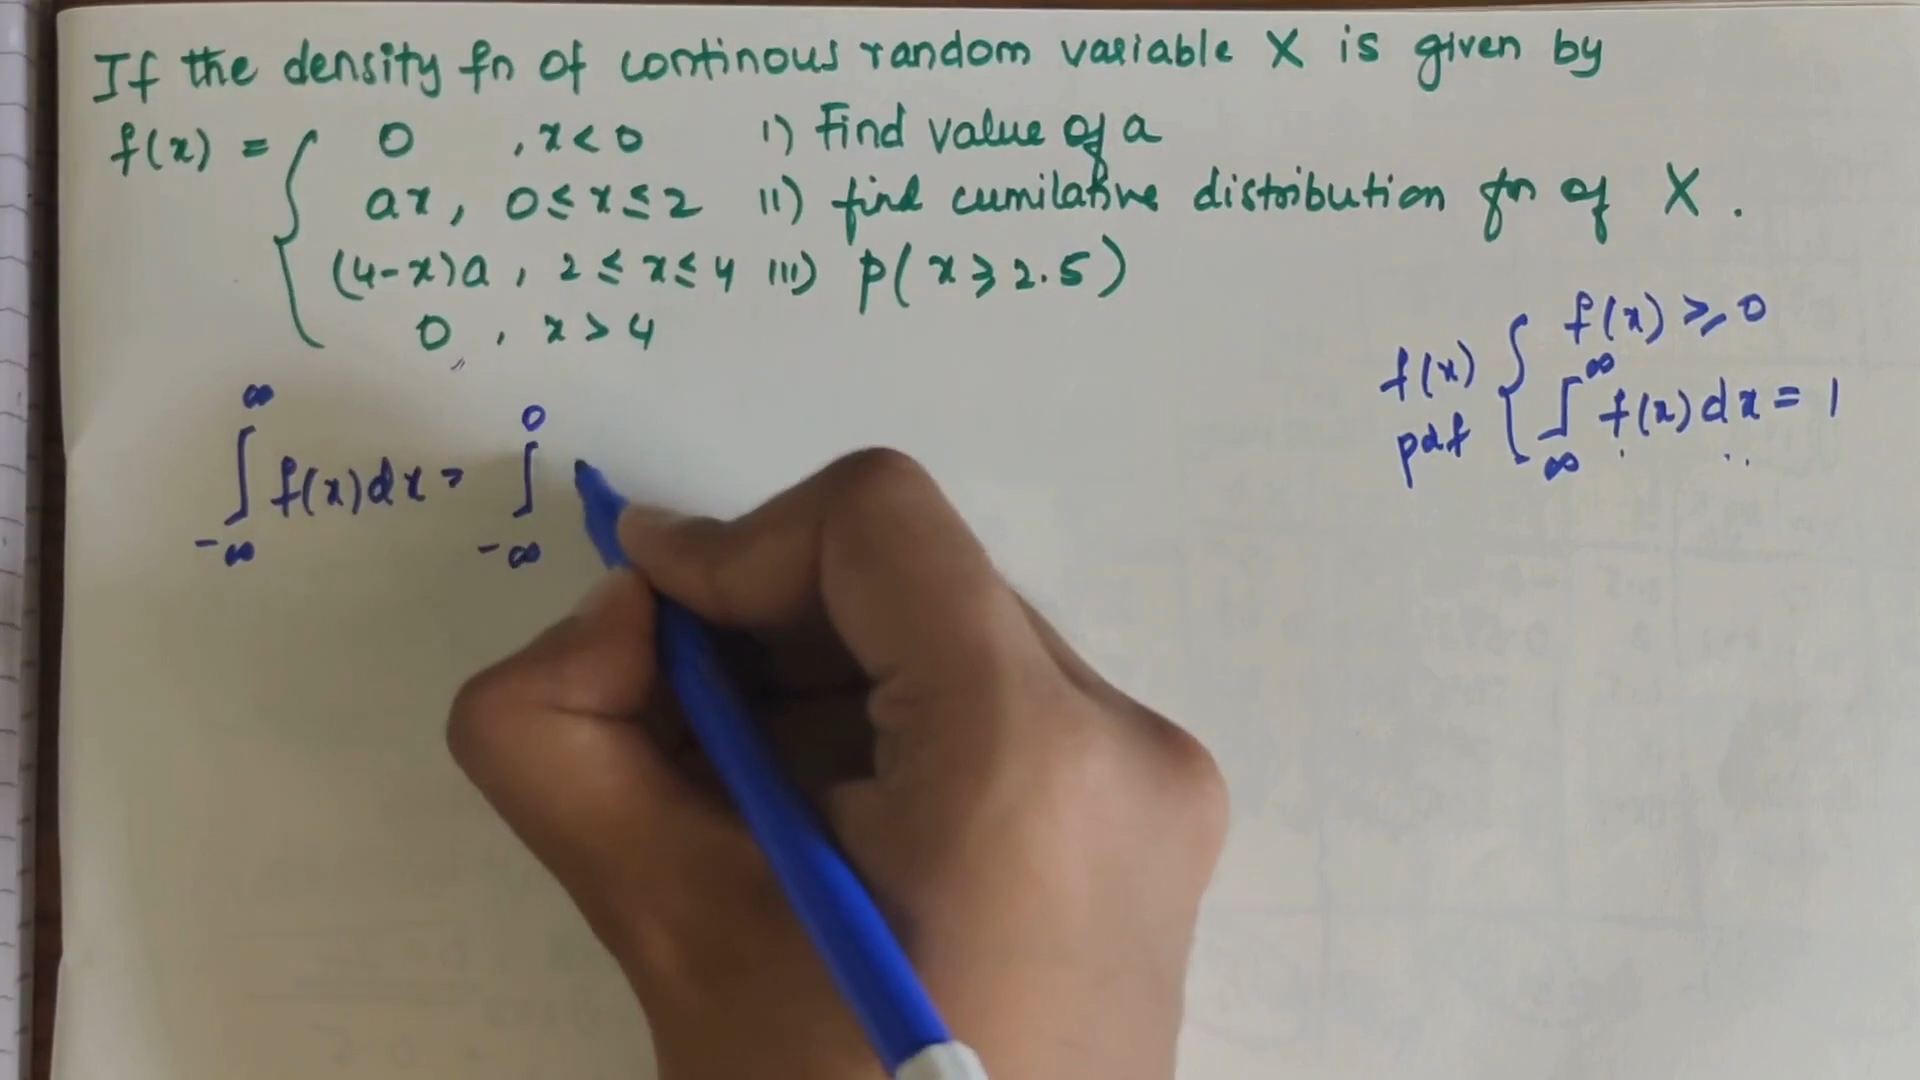 If the density fn of continous random variable X is given by
f(x) = { 0 , x < 0 i) Find value of a
ax , 0 ≤ x ≤ 2 ii) find cumilative distribution fn of X .
(4-x)a , 2 ≤ x ≤ 4 iii) p( x ⩾ 2.5 )
0 , x > 4
f(x) pdf { f(x) ⩾ 0
∫ ∞ ∞ f(x) dx = 1
∫ ∞ -∞ f(x) dx = ∫ 0 -∞